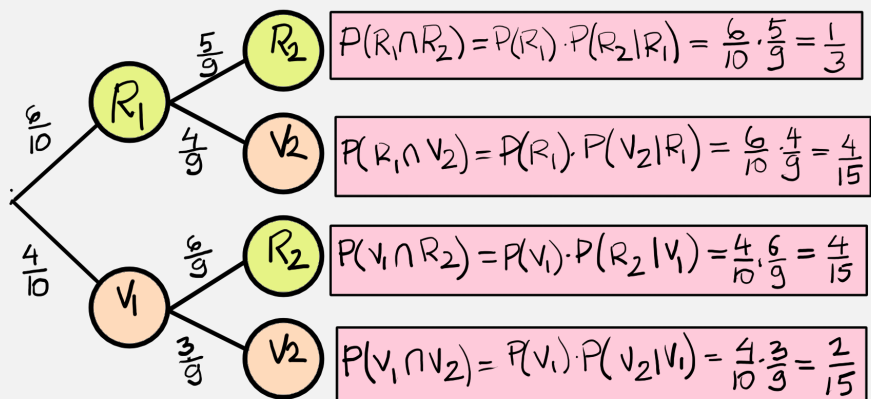 6/10
R₁
5/9
R₂
P(R₁∩R₂) = P(R₁)·P(R₂|R₁) = 6/10 · 5/9 = 1/3
4/9
V2
P(R₁∩V₂) = P(R₁)·P(V₂|R₁) = 6/10 · 4/9 = 4/15
4/10
V₁
6/9
R₂
P(V₁∩R₂) = P(V₁)·P(R₂|V₁) = 4/10 · 6/9 = 4/15
3/9
V2
P(V₁∩V₂) = P(V₁)·P(V₂|V₁) = 4/10 · 3/9 = 2/15